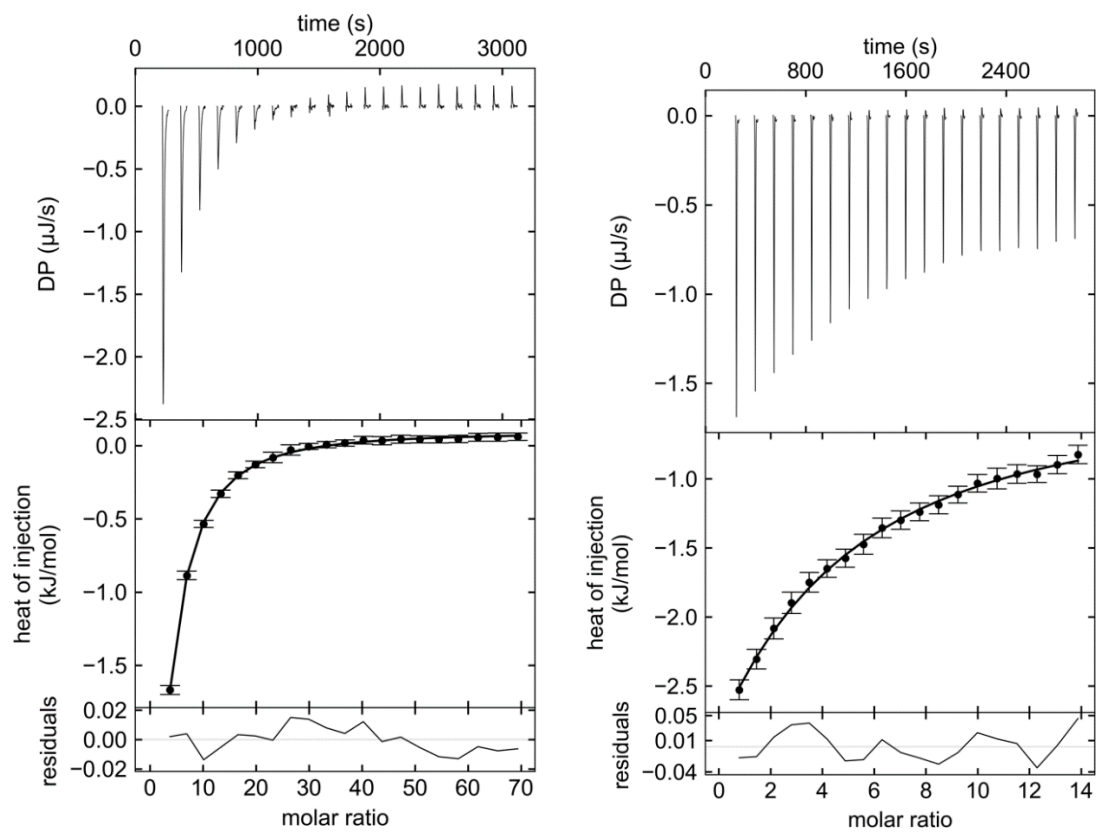 time (s)
0 1000 2000 3000
0.0
−0.5
−1.0
−1.5
−2.0
−2.5
DP (µJ/s)
0.0
−0.5
−1.0
−1.5
heat of injection
(kJ/mol)
0.02
0.00
−0.02
residuals
0 10 20 30 40 50 60 70
molar ratio
time (s)
0 800 1600 2400
0.0
−0.5
−1.0
−1.5
DP (µJ/s)
−1.0
−1.5
−2.0
−2.5
heat of injection
(kJ/mol)
0.05
0.01
−0.04
residuals
0 2 4 6 8 10 12 14
molar ratio